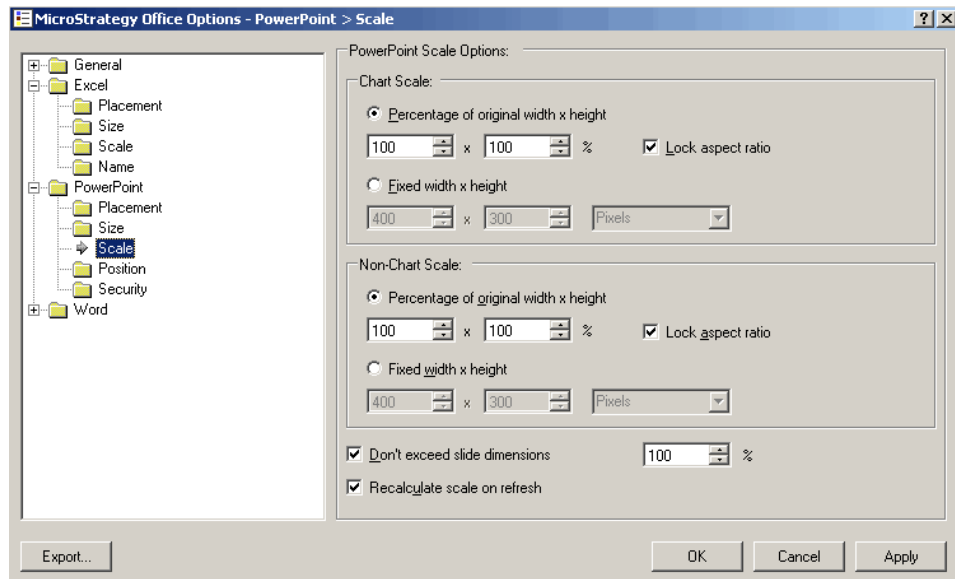 MicroStrategy Office Options - PowerPoint > Scale
General
Excel
Placement
Size
Scale
Name
PowerPoint
Placement
Size
Scale
Position
Security
Word
PowerPoint Scale Options:
Chart Scale:
Percentage of original width x height
100 x 100 % Lock aspect ratio
Fixed width x height
400 x 300 Pixels
Non-Chart Scale:
Percentage of original width x height
100 x 100 % Lock aspect ratio
Fixed width x height
400 x 300 Pixels
Don't exceed slide dimensions 100 %
Recalculate scale on refresh
Export... OK Cancel Apply